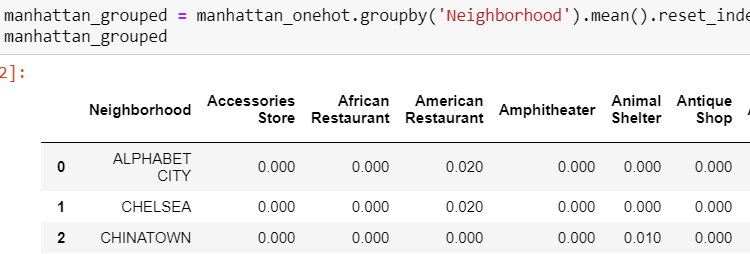 manhattan_grouped = manhattan_onehot.groupby('Neighborhood').mean().reset_inde
manhattan_grouped
2]:
Neighborhood Accessories Store African Restaurant American Restaurant Amphitheater Animal Shelter Antique Shop
0 ALPHABET CITY 0.000 0.000 0.020 0.000 0.000 0.000
1 CHELSEA 0.000 0.000 0.020 0.000 0.000 0.000
2 CHINATOWN 0.000 0.000 0.000 0.000 0.010 0.000